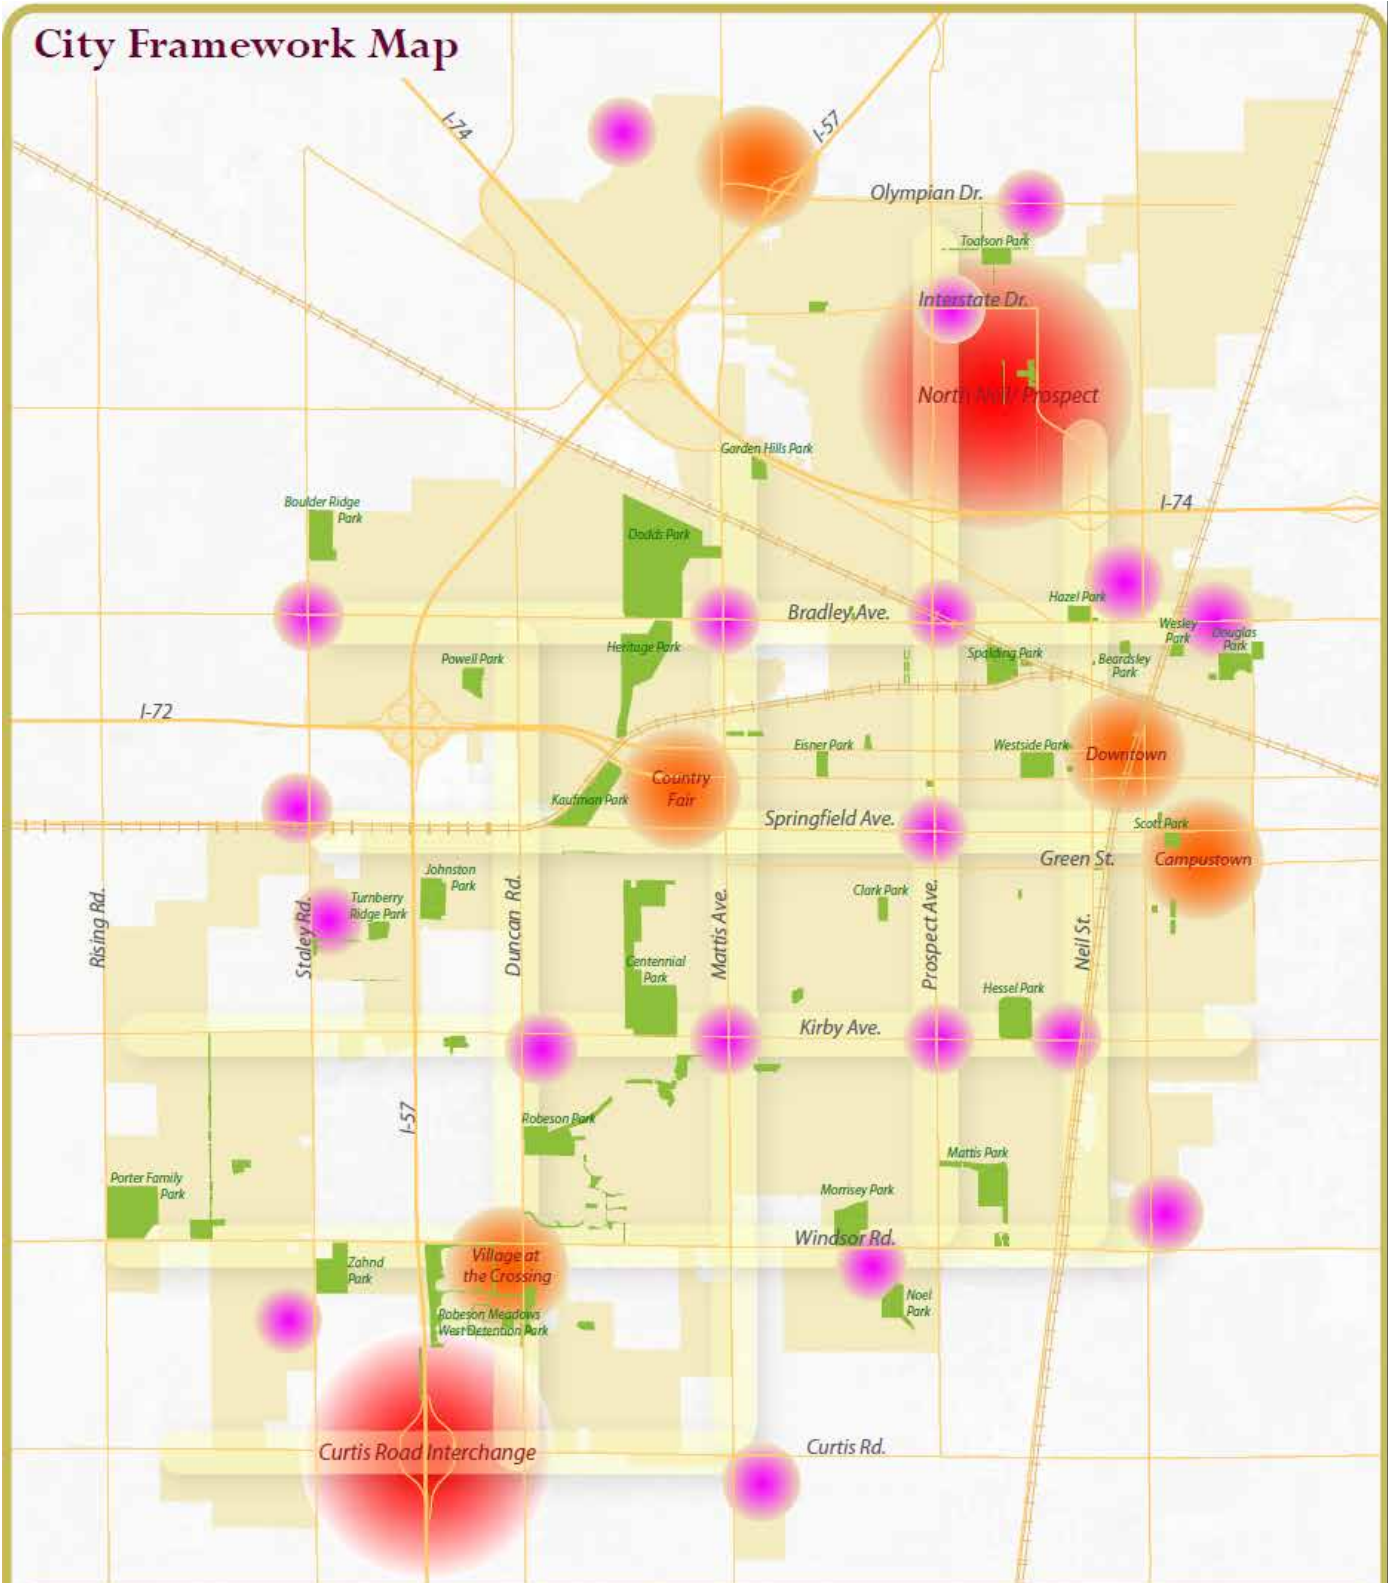 City Framework Map
I-74
I-57
Olympian Dr.
Toalson Park
Interstate Dr.
North Neil/ Prospect
Garden Hills Park
I-74
Boulder Ridge
Park
Dodds Park
Bradley Ave.
Hazel Park
Wesley
Park
Douglas
Park
Heritage Park
Powell Park
Spalding Park
Beardsley
Park
I-72
Eisner Park
Westside Park
Downtown
Country
Fair
Kaufman Park
Springfield Ave.
Scott Park
Green St.
Campustown
Johnston
Park
Turnberry
Ridge Park
Clark Park
Rising Rd.
Staley Rd.
Duncan Rd.
Mattis Ave.
Prospect Ave.
Neil St.
Centennial
Park
Hessel Park
Kirby Ave.
I-57
Robeson Park
Mattis Park
Porter Family
Park
Morrisey Park
Windsor Rd.
Village at
the Crossing
Zahnd
Park
Noel
Park
Robeson Meadows
West Detention Park
Curtis Road Interchange
Curtis Rd.